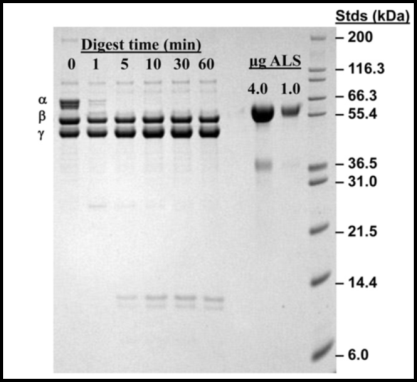 Stds (kDa)
Digest time (min)
0 1 5 10 30 60
µg ALS
4.0 1.0
α
β
γ
– 200
– 116.3
– 66.3
– 55.4
– 36.5
– 31.0
– 21.5
– 14.4
– 6.0